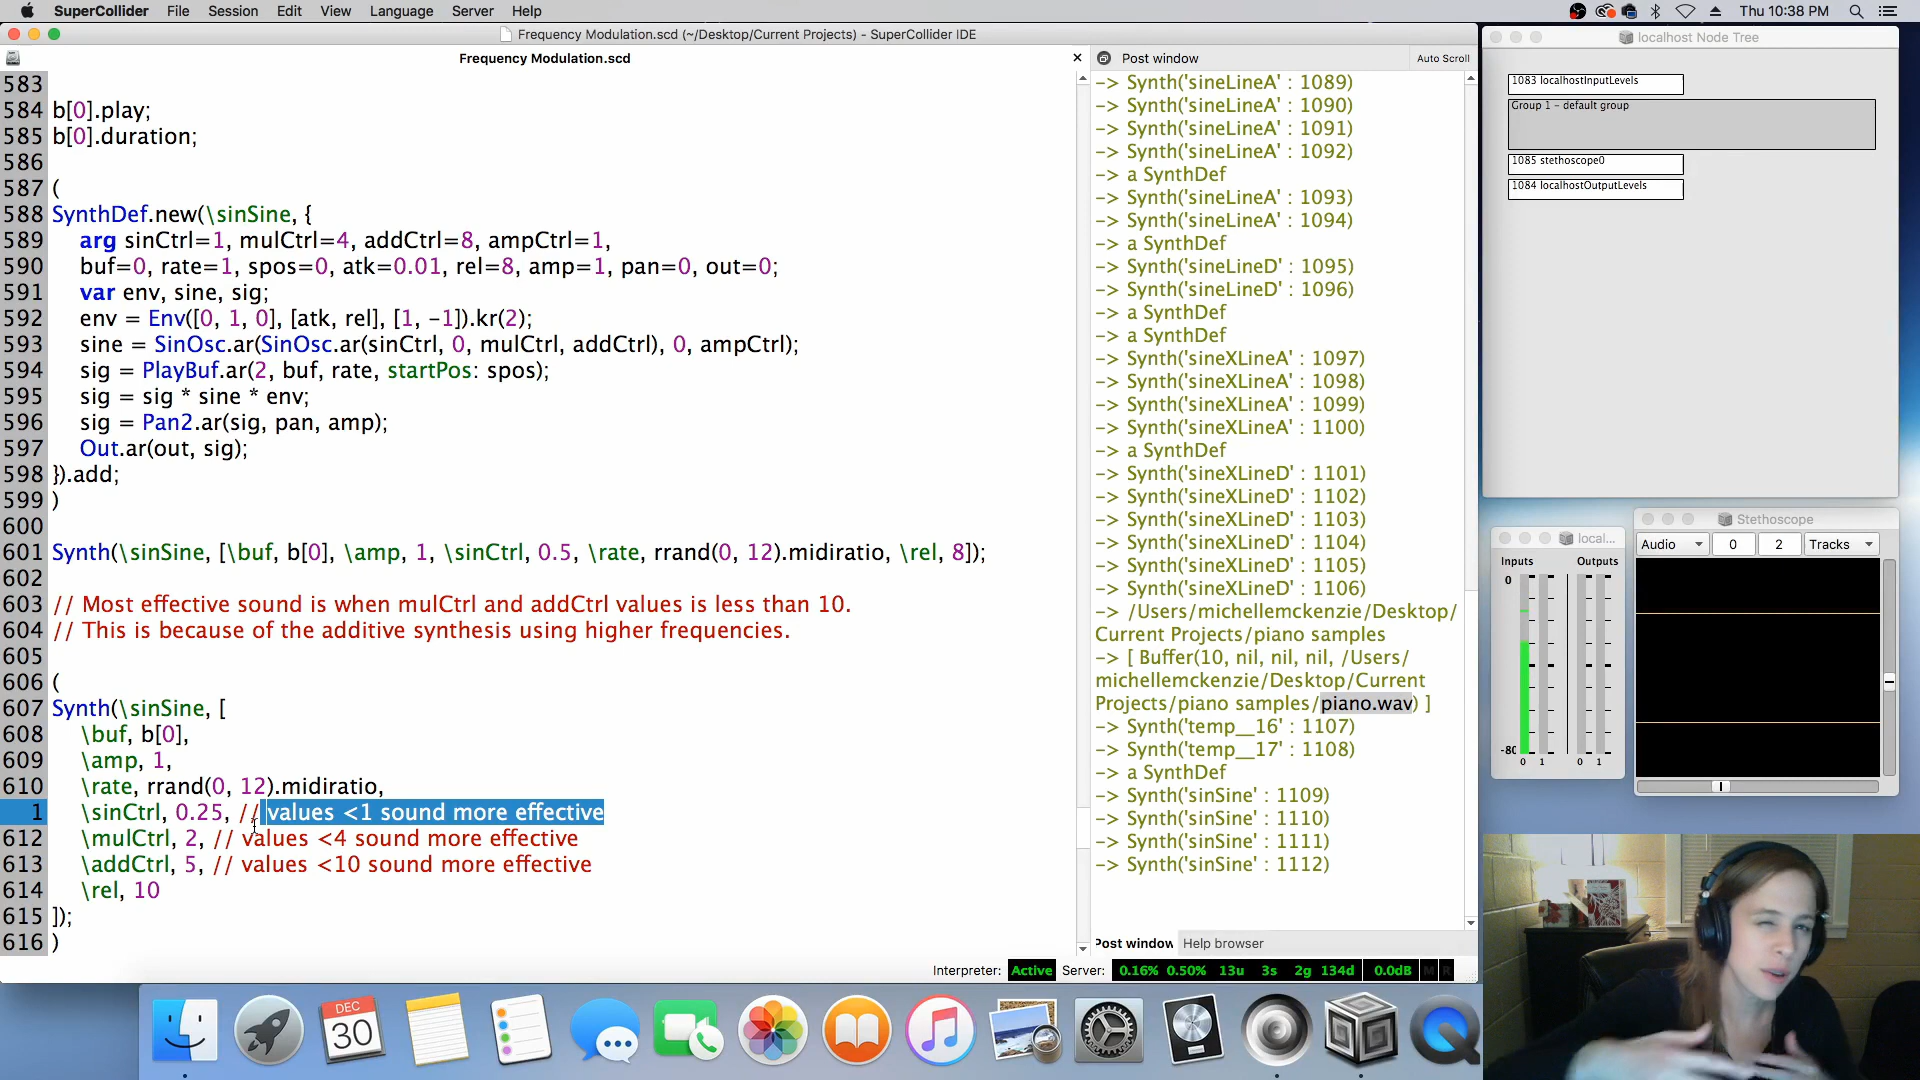 SuperCollider File Session Edit View Language Server Help Thu 10:38 PM
Frequency Modulation.scd (~/Desktop/Current Projects) - SuperCollider IDE
Frequency Modulation.scd
583
584 b[0].play;
585 b[0].duration;
586
587 (
588 SynthDef.new(\sinSine, {
589 arg sinCtrl=1, mulCtrl=4, addCtrl=8, ampCtrl=1,
590 buf=0, rate=1, spos=0, atk=0.01, rel=8, amp=1, pan=0, out=0;
591 var env, sine, sig;
592 env = Env([0, 1, 0], [atk, rel], [1, -1]).kr(2);
593 sine = SinOsc.ar(SinOsc.ar(sinCtrl, 0, mulCtrl, addCtrl), 0, ampCtrl);
594 sig = PlayBuf.ar(2, buf, rate, startPos: spos);
595 sig = sig * sine * env;
596 sig = Pan2.ar(sig, pan, amp);
597 Out.ar(out, sig);
598 }).add;
599 )
600
601 Synth(\sinSine, [\buf, b[0], \amp, 1, \sinCtrl, 0.5, \rate, rrand(0, 12).midiratio, \rel, 8]);
602
603 // Most effective sound is when mulCtrl and addCtrl values is less than 10.
604 // This is because of the additive synthesis using higher frequencies.
605
606 (
607 Synth(\sinSine, [
608 \buf, b[0],
609 \amp, 1,
610 \rate, rrand(0, 12).midiratio,
1 \sinCtrl, 0.25, // values <1 sound more effective
612 \mulCtrl, 2, // values <4 sound more effective
613 \addCtrl, 5, // values <10 sound more effective
614 \rel, 10
615 ]);
616 )
Post window Auto Scroll
-> Synth('sineLineA' : 1089)
-> Synth('sineLineA' : 1090)
-> Synth('sineLineA' : 1091)
-> Synth('sineLineA' : 1092)
-> a SynthDef
-> Synth('sineLineA' : 1093)
-> Synth('sineLineA' : 1094)
-> a SynthDef
-> Synth('sineLineD' : 1095)
-> Synth('sineLineD' : 1096)
-> a SynthDef
-> a SynthDef
-> Synth('sineXLineA' : 1097)
-> Synth('sineXLineA' : 1098)
-> Synth('sineXLineA' : 1099)
-> Synth('sineXLineA' : 1100)
-> a SynthDef
-> Synth('sineXLineD' : 1101)
-> Synth('sineXLineD' : 1102)
-> Synth('sineXLineD' : 1103)
-> Synth('sineXLineD' : 1104)
-> Synth('sineXLineD' : 1105)
-> Synth('sineXLineD' : 1106)
-> /Users/michellemckenzie/Desktop/
Current Projects/piano samples
-> [ Buffer(10, nil, nil, nil, /Users/
michellemckenzie/Desktop/Current
Projects/piano samples/piano.wav) ]
-> Synth('temp__16' : 1107)
-> Synth('temp__17' : 1108)
-> a SynthDef
-> Synth('sinSine' : 1109)
-> Synth('sinSine' : 1110)
-> Synth('sinSine' : 1111)
-> Synth('sinSine' : 1112)
Post window Help browser
Interpreter: Active Server: 0.16% 0.50% 13u 3s 2g 134d 0.0dB M R
localhost Node Tree
1083 localhostInputLevels
Group 1 - default group
1085 stethoscope0
1084 localhostOutputLevels
local...
Inputs Outputs
0
-80
0 1 0 1
Stethoscope
Audio 0 2 Tracks
DEC
30